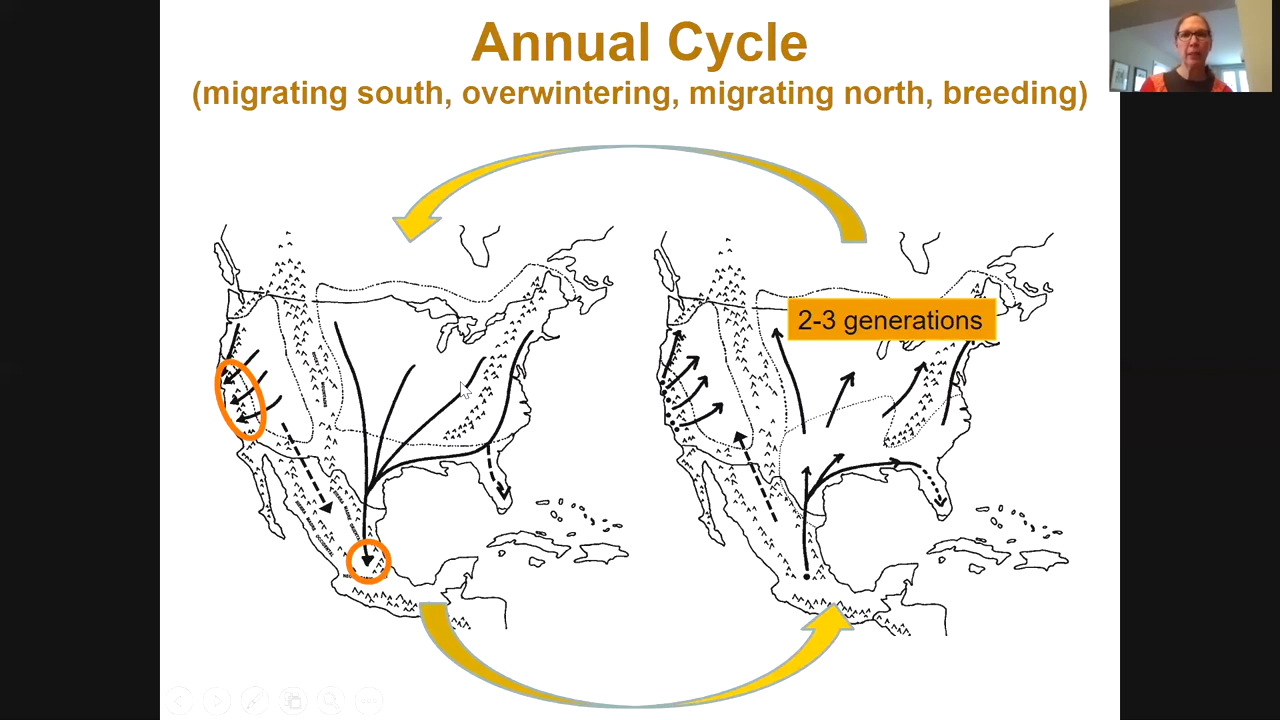 Annual Cycle
(migrating south, overwintering, migrating north, breeding)
2-3 generations